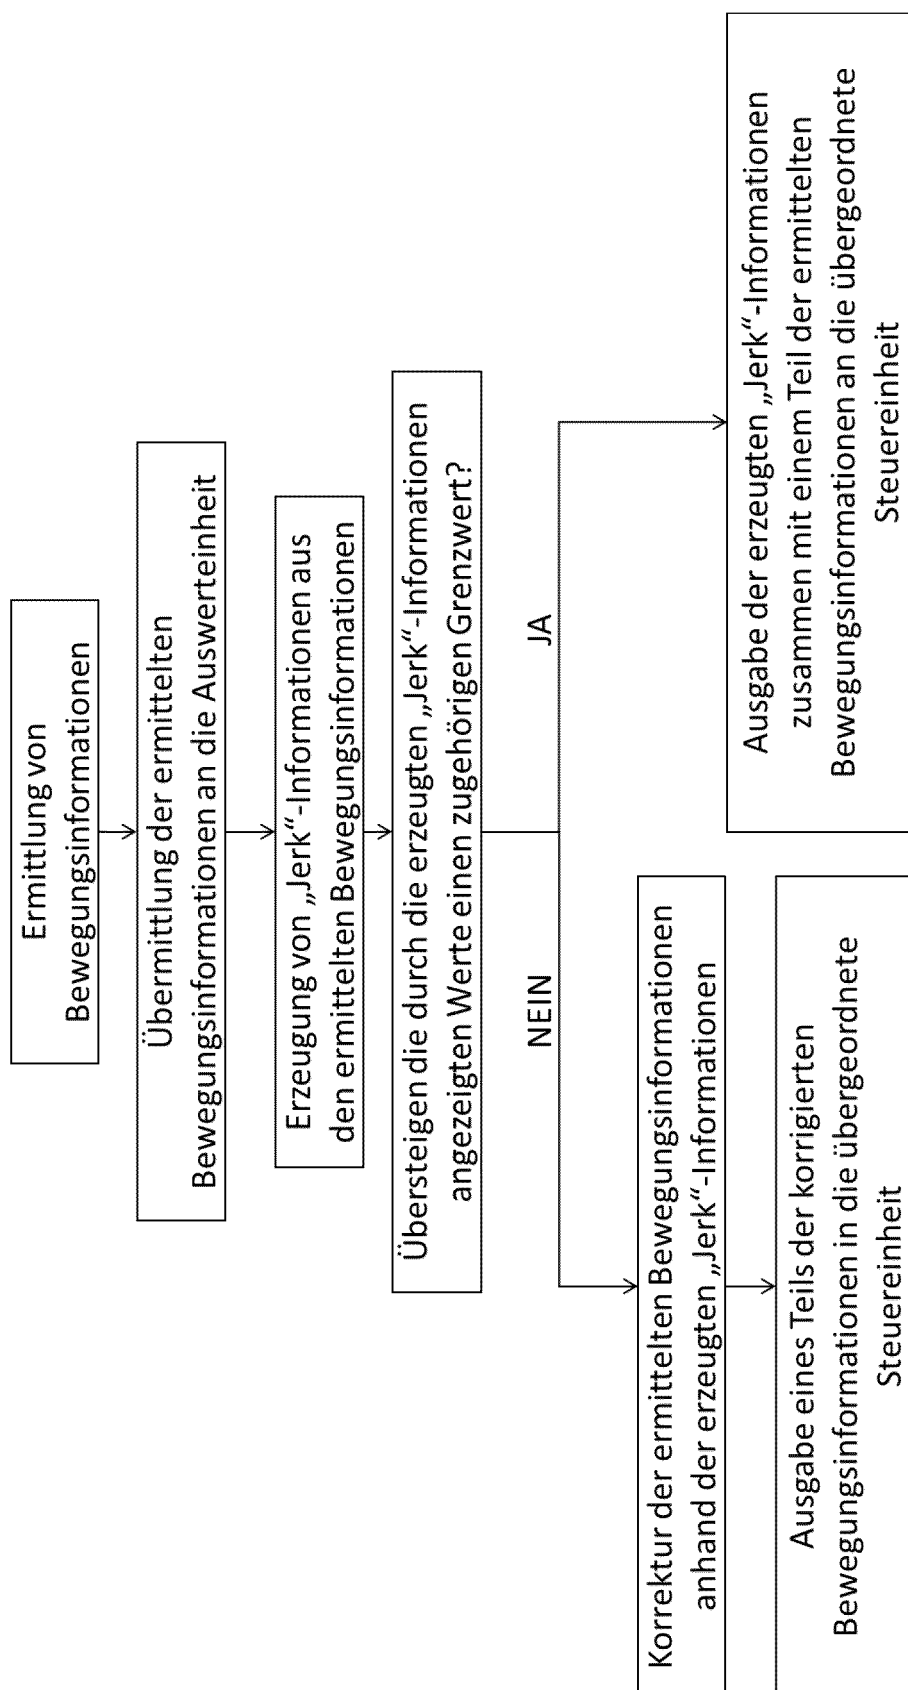 Ermittlung von
Bewegungsinformationen
Übermittlung der ermittelten
Bewegungsinformationen an die Auswerteinheit
Erzeugung von „Jerk“-Informationen aus
den ermittelten Bewegungsinformationen
Übersteigen die durch die erzeugten „Jerk“-Informationen
angezeigten Werte einen zugehörigen Grenzwert?
NEIN
JA
Korrektur der ermittelten Bewegungsinformationen
anhand der erzeugten „Jerk“-Informationen
Ausgabe eines Teils der korrigierten
Bewegungsinformationen in die übergeordnete
Steuereinheit
Ausgabe der erzeugten „Jerk“-Informationen
zusammen mit einem Teil der ermittelten
Bewegungsinformationen an die übergeordnete
Steuereinheit